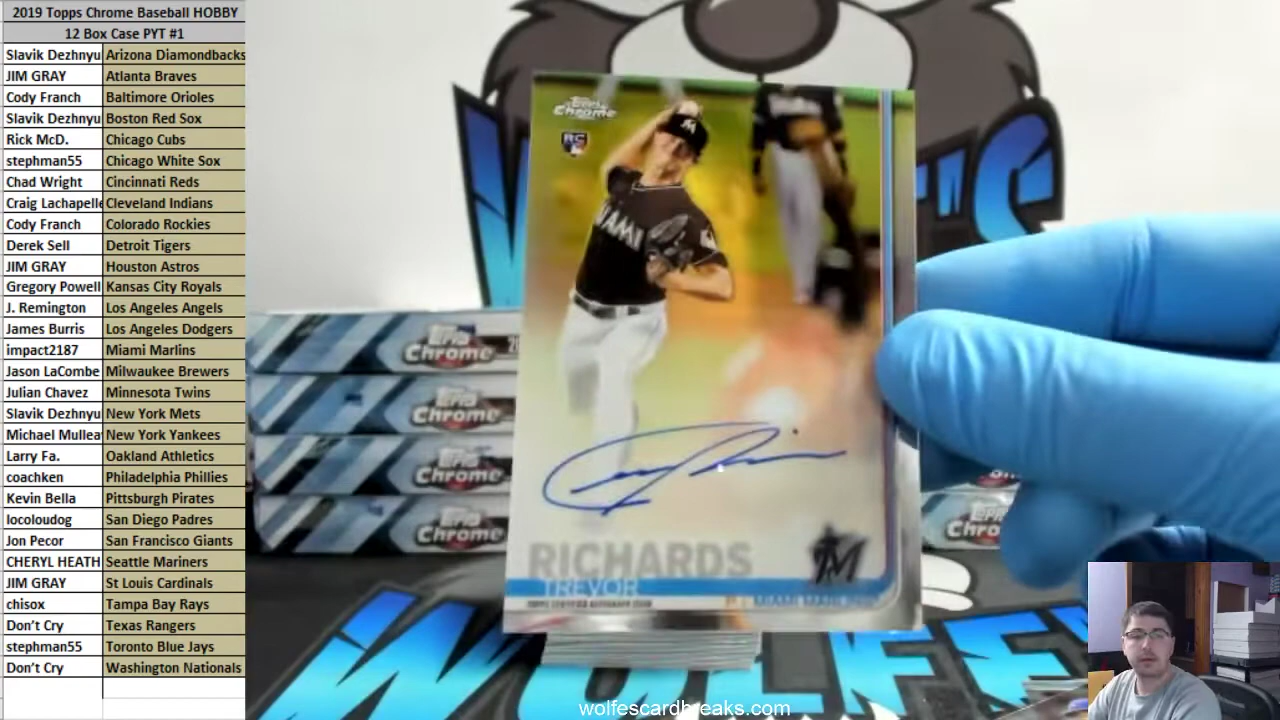 2019 Topps Chrome Baseball HOBBY
12 Box Case PYT #1
Slavik Dezhnyu Arizona Diamondbacks
JIM GRAY Atlanta Braves
Cody Franch Baltimore Orioles
Slavik Dezhnyu Boston Red Sox
Rick McD. Chicago Cubs
stephman55 Chicago White Sox
Chad Wright Cincinnati Reds
Craig Lachapelle Cleveland Indians
Cody Franch Colorado Rockies
Derek Sell Detroit Tigers
JIM GRAY Houston Astros
Gregory Powell Kansas City Royals
J. Remington Los Angeles Angels
James Burris Los Angeles Dodgers
impact2187 Miami Marlins
Jason LaCombe Milwaukee Brewers
Julian Chavez Minnesota Twins
Slavik Dezhnyu New York Mets
Michael Mullea New York Yankees
Larry Fa. Oakland Athletics
coachken Philadelphia Phillies
Kevin Bella Pittsburgh Pirates
locoloudog San Diego Padres
Jon Pecor San Francisco Giants
CHERYL HEATH Seattle Mariners
JIM GRAY St Louis Cardinals
chisox Tampa Bay Rays
Don't Cry Texas Rangers
stephman55 Toronto Blue Jays
Don't Cry Washington Nationals
Topps Chrome
RC
M
MIAMI
RICHARDS
TREVOR
TOPPS CERTIFIED AUTOGRAPH ISSUE
M
Topps Chrome
Topps Chrome
Topps Chrome
Topps Chrome
'S
WOLFE
wolfescardbreaks.com